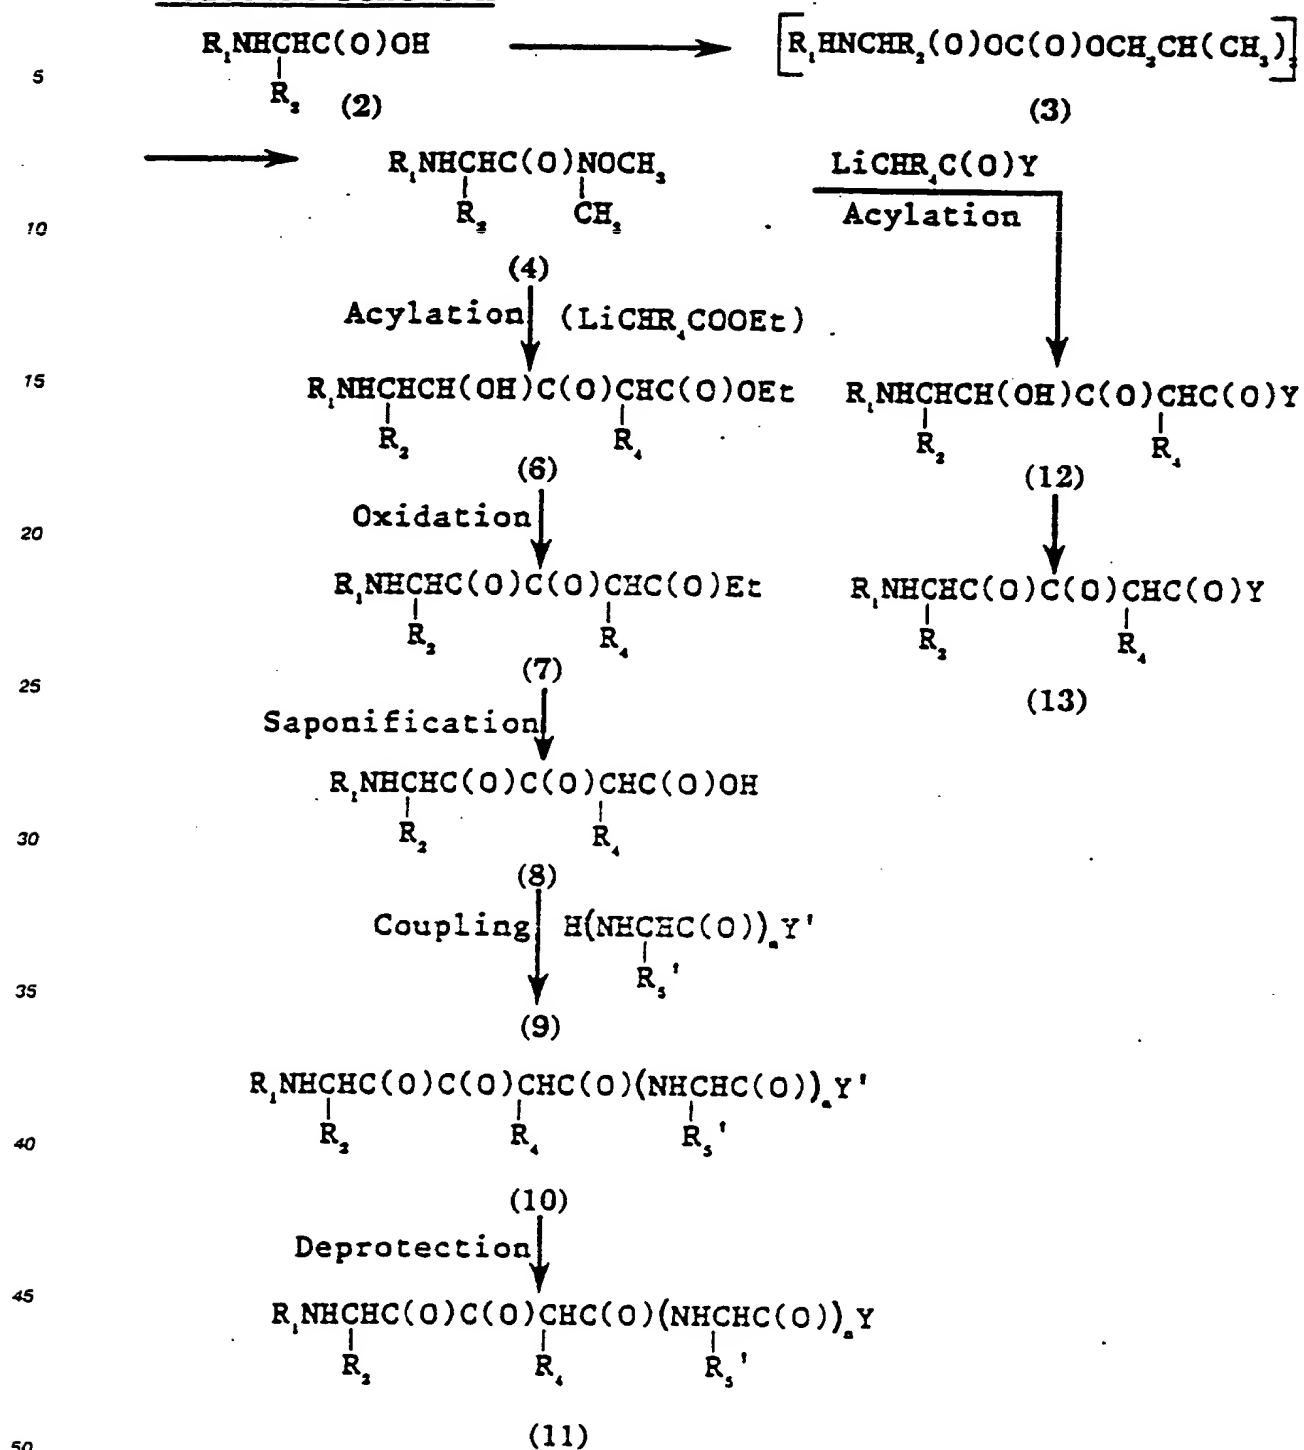 R₁NHCHC(O)OH [R₁HNCHR₂(O)OC(O)OCH₂CH(CH₃)₂]
5
R₂ (2) (3)
R₁NHCHC(O)NOCH₃ LiCHR₄C(O)Y
R₂ CH₃ Acylation
10
(4)
Acylation (LiCHR₄COOEt)
15
R₁NHCHCH(OH)C(O)CHC(O)OEt R₁NHCHCH(OH)C(O)CHC(O)Y
R₂ R₄ R₂ R₄
(6) (12)
Oxidation
20
R₁NHCHC(O)C(O)CHC(O)Et R₁NHCHC(O)C(O)CHC(O)Y
R₂ R₄ R₂ R₄
(7)
25 (13)
Saponification
R₁NHCHC(O)C(O)CHC(O)OH
30 R₂ R₄
(8)
Coupling H(NHCHC(O))ₙY'
R₅'
35
(9)
R₁NHCHC(O)C(O)CHC(O)(NHCHC(O))ₙY'
40 R₂ R₄ R₅'
(10)
Deprotection
45
R₁NHCHC(O)C(O)CHC(O)(NHCHC(O))ₙY
R₂ R₄ R₅'
(11)
50